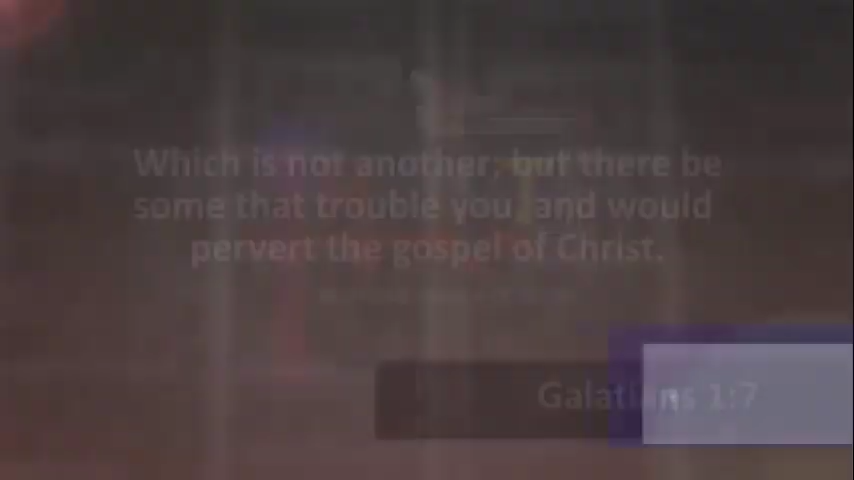 Which is not another; but there be
some that trouble you, and would
pervert the gospel of Christ.
Galatians 1:7